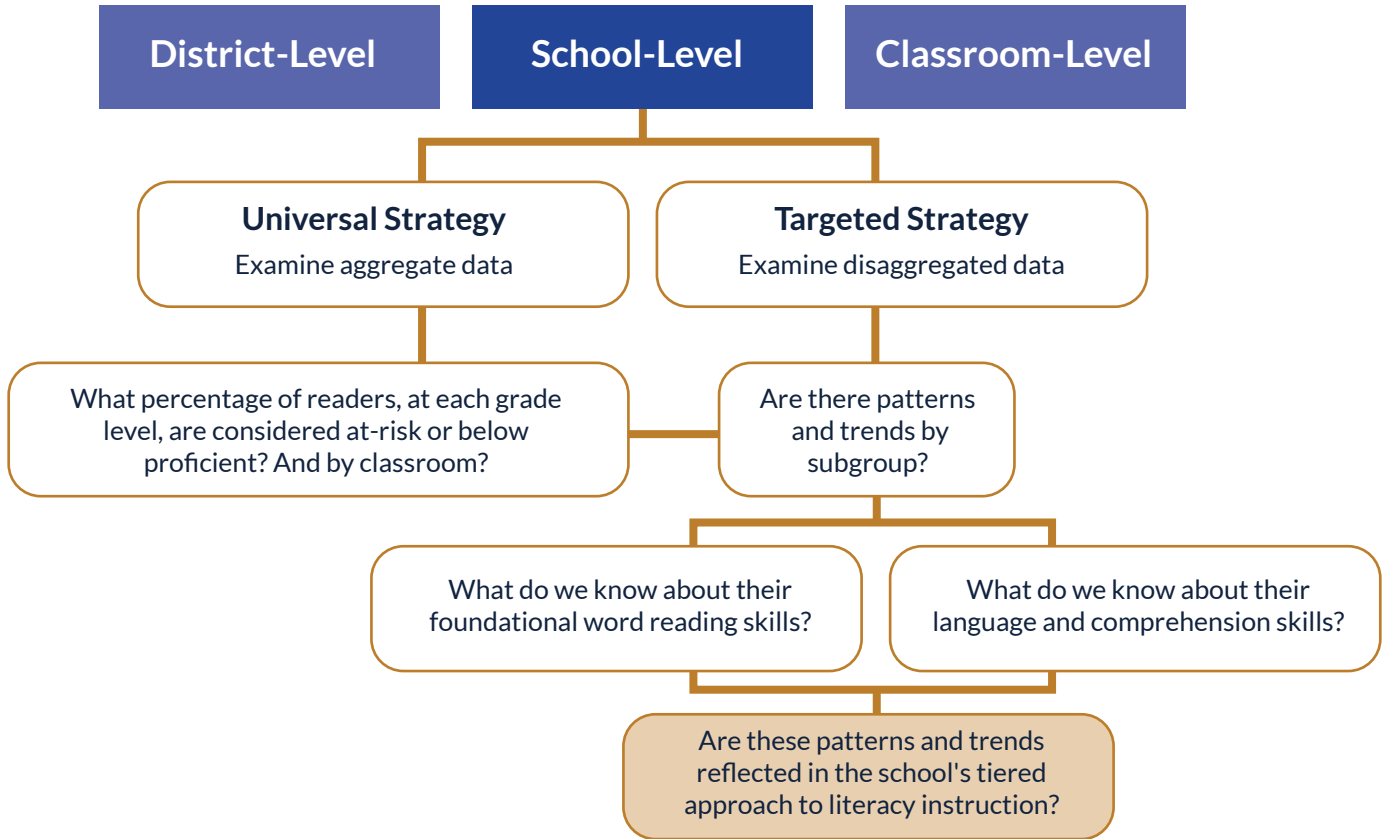 District-Level
School-Level
Classroom-Level
Universal Strategy
Examine aggregate data
Targeted Strategy
Examine disaggregated data
What percentage of readers, at each grade
level, are considered at-risk or below
proficient? And by classroom?
Are there patterns
and trends by
subgroup?
What do we know about their
foundational word reading skills?
What do we know about their
language and comprehension skills?
Are these patterns and trends
reflected in the school's tiered
approach to literacy instruction?